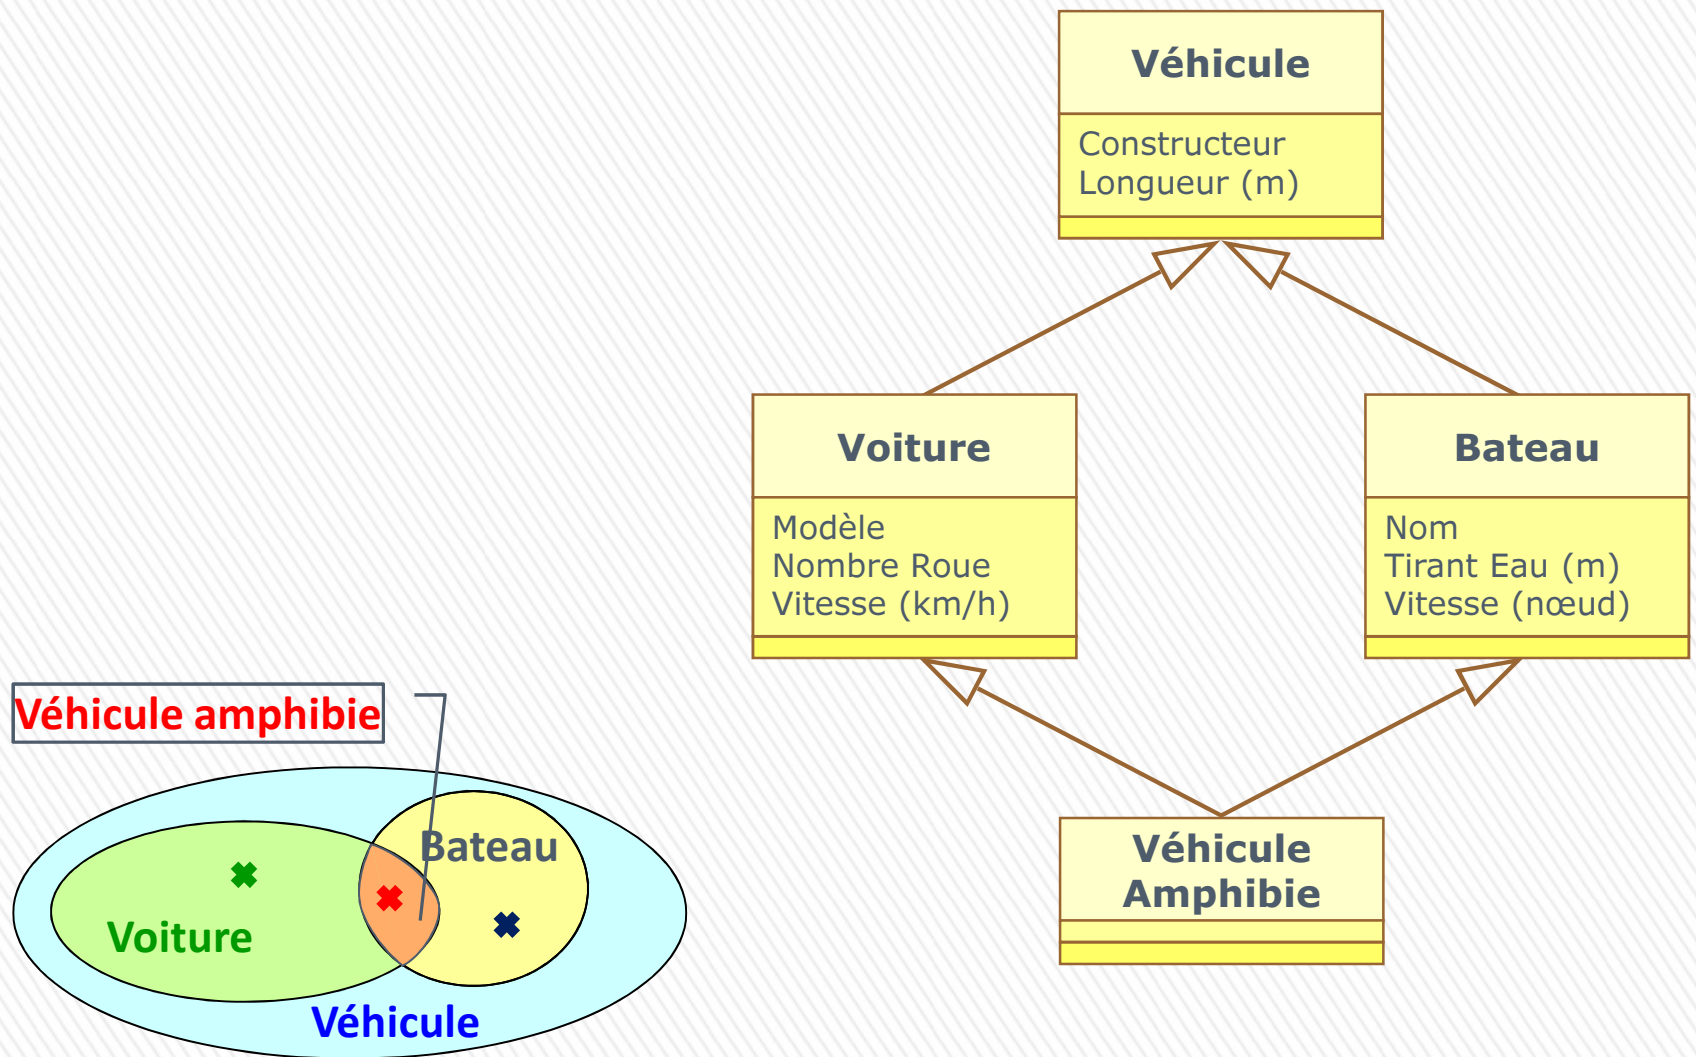 Véhicule
Constructeur
Longueur (m)
Voiture
Modèle
Nombre Roue
Vitesse (km/h)
Bateau
Nom
Tirant Eau (m)
Vitesse (nœud)
Véhicule
Amphibie
Véhicule amphibie
Bateau
Voiture
Véhicule